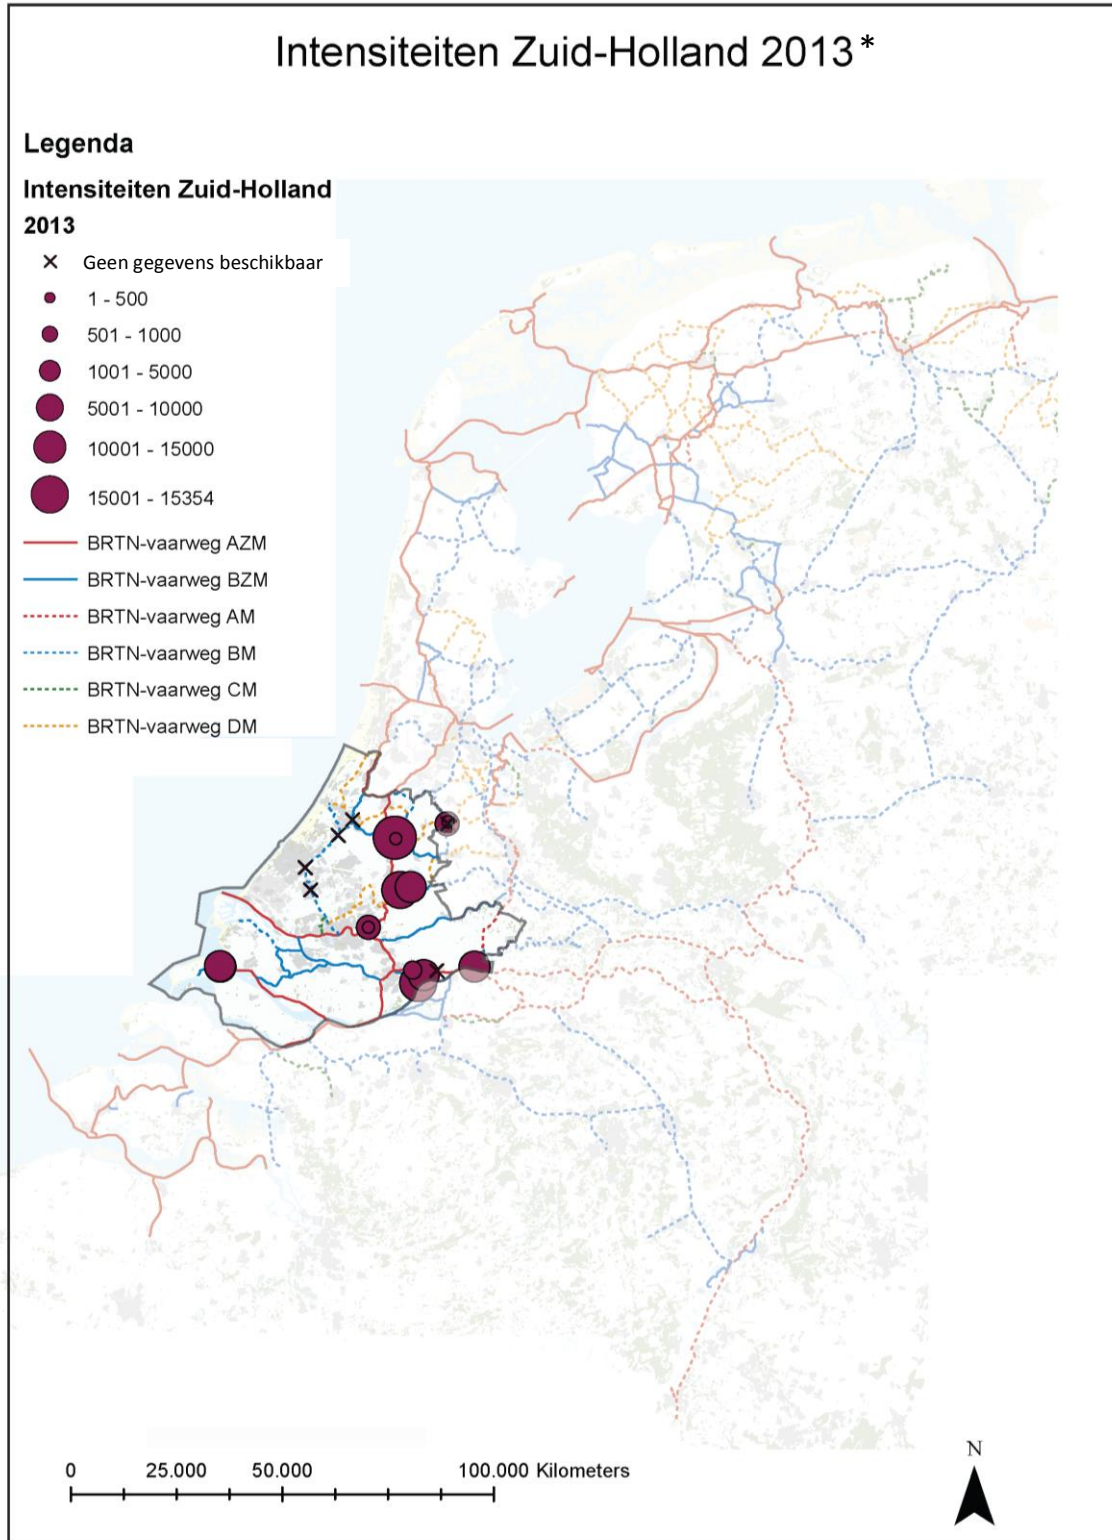 Intensiteiten Zuid-Holland 2013*
Legenda
Intensiteiten Zuid-Holland
2013
Geen gegevens beschikbaar
1 - 500
501 - 1000
1001 - 5000
5001 - 10000
10001 - 15000
15001 - 15354
BRTN-vaarweg AZM
BRTN-vaarweg BZM
BRTN-vaarweg AM
BRTN-vaarweg BM
BRTN-vaarweg CM
BRTN-vaarweg DM
N
0 25.000 50.000 100.000 Kilometers